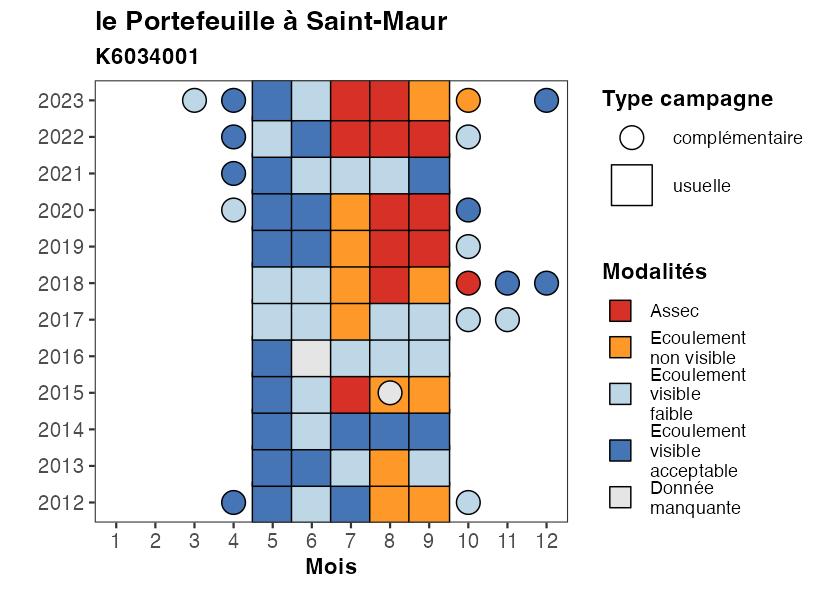 le Portefeuille à Saint-Maur
K6034001
2023
2022
2021
2020
2019
2018
2017
2016
2015
2014
2013
2012
1 2 3 4 5 6 7 8 9 10 11 12
Mois
Type campagne
complémentaire
usuelle
Modalités
Assec
Ecoulement
non visible
Ecoulement
visible
faible
Ecoulement
visible
acceptable
Donnée
manquante